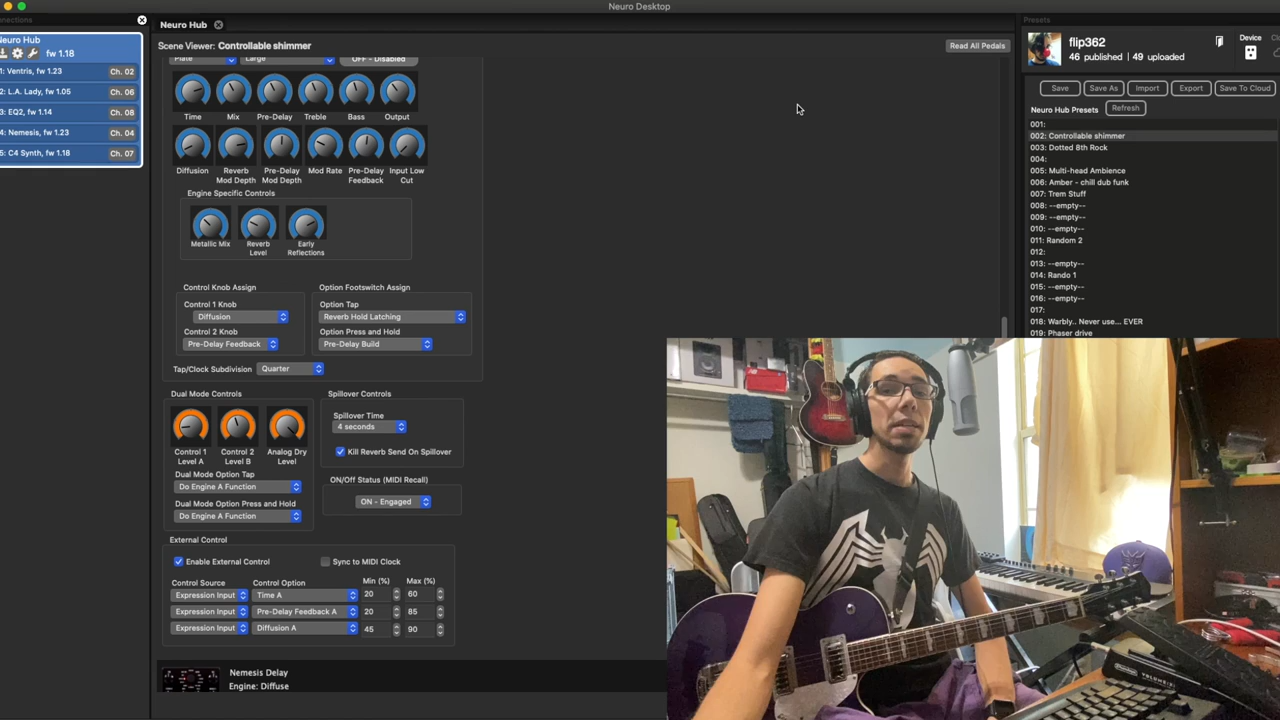 Neuro Desktop
nnections
Neuro Hub
fw 1.18
1: Ventris, fw 1.23 Ch. 02
2: L.A. Lady, fw 1.05 Ch. 06
3: EQ2, fw 1.14 Ch. 08
4: Nemesis, fw 1.23 Ch. 04
5: C4 Synth, fw 1.18 Ch. 07
Neuro Hub
Scene Viewer: Controllable shimmer
Read All Pedals
Plate Large OFF - Disabled
Time Mix Pre-Delay Treble Bass Output
Diffusion Reverb Mod Depth Pre-Delay Mod Depth Mod Rate Pre-Delay Feedback Input Low Cut
Engine Specific Controls
Metallic Mix Reverb Level Early Reflections
Control Knob Assign
Control 1 Knob
Diffusion
Control 2 Knob
Pre-Delay Feedback
Option Footswitch Assign
Option Tap
Reverb Hold Latching
Option Press and Hold
Pre-Delay Build
Tap/Clock Subdivision Quarter
Dual Mode Controls
Control 1 Level A Control 2 Level B Analog Dry Level
Dual Mode Option Tap
Do Engine A Function
Dual Mode Option Press and Hold
Do Engine A Function
Spillover Controls
Spillover Time
4 seconds
Kill Reverb Send On Spillover
ON/Off Status (MIDI Recall)
ON - Engaged
External Control
Enable External Control Sync to MIDI Clock
Control Source Control Option Min (%) Max (%)
Expression Input Time A 20 60
Expression Input Pre-Delay Feedback A 20 85
Expression Input Diffusion A 45 90
Nemesis Delay
Engine: Diffuse
Presets
flip362
46 published | 49 uploaded
Device
Save Save As Import Export Save To Cloud
Neuro Hub Presets Refresh
001:
002: Controllable shimmer
003: Dotted 8th Rock
004:
005: Multi-head Ambience
006: Amber - chill dub funk
007: Trem Stuff
008: --empty--
009: --empty--
010: --empty--
011: Random 2
012:
013: --empty--
014: Rando 1
015: --empty--
016: --empty--
017:
018: Warbly.. Never use... EVER
019: Phaser drive